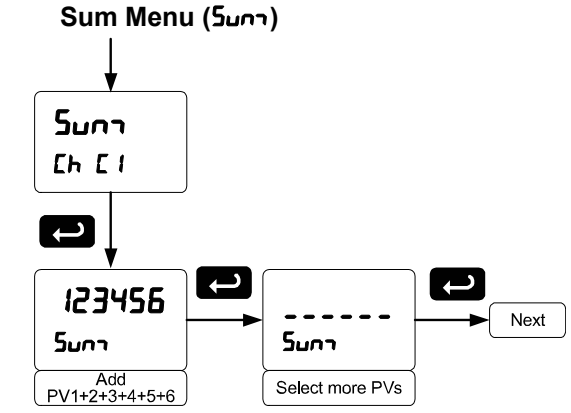 Sum Menu (Sum)
Sum
Ch C1
123456
Sum
Add
PV1+2+3+4+5+6
------
Sum
Select more PVs
Next